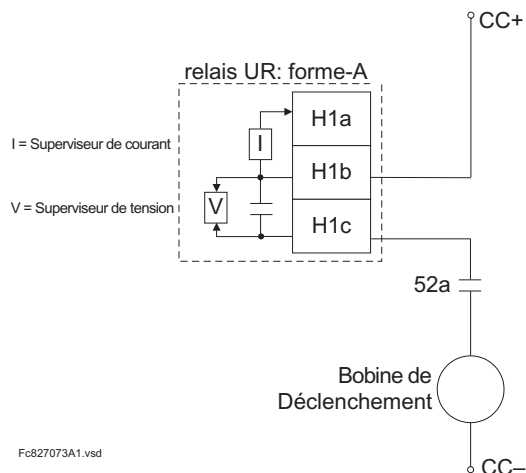 CC+
relais UR: forme-A
H1a
I = Superviseur de courant
I
H1b
V = Superviseur de tension
V
H1c
52a
Bobine de
Déclenchement
Fc827073A1.vsd
CC–